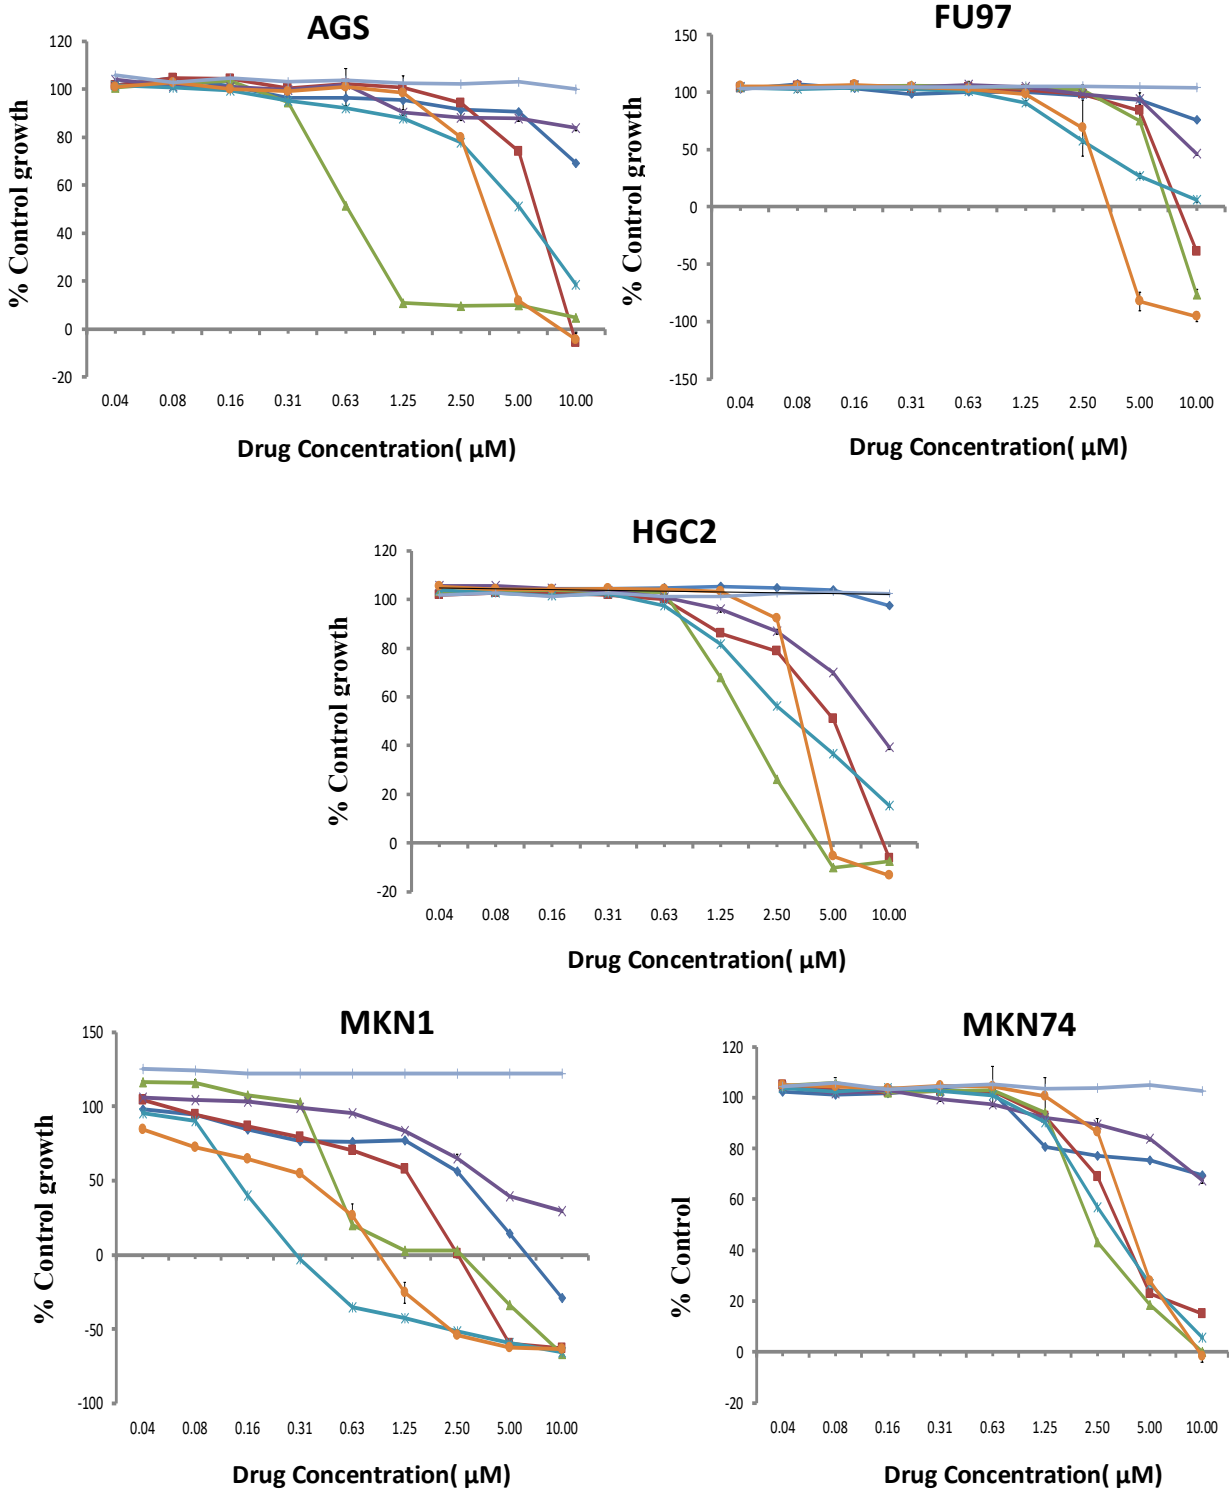 AGS
% Control growth
120
100
80
60
40
20
0
-20
0.04 0.08 0.16 0.31 0.63 1.25 2.50 5.00 10.00
Drug Concentration( μM)
FU97
% Control growth
150
100
50
0
-50
-100
-150
0.04 0.08 0.16 0.31 0.63 1.25 2.50 5.00 10.00
Drug Concentration( μM)
HGC2
% Control growth
120
100
80
60
40
20
0
-20
0.04 0.08 0.16 0.31 0.63 1.25 2.50 5.00 10.00
Drug Concentration( μM)
MKN1
% Control growth
150
100
50
0
-50
-100
0.04 0.08 0.16 0.31 0.63 1.25 2.50 5.00 10.00
Drug Concentration( μM)
MKN74
% Control
120
100
80
60
40
20
0
-20
0.04 0.08 0.16 0.31 0.63 1.25 2.50 5.00 10.00
Drug Concentration( μM)